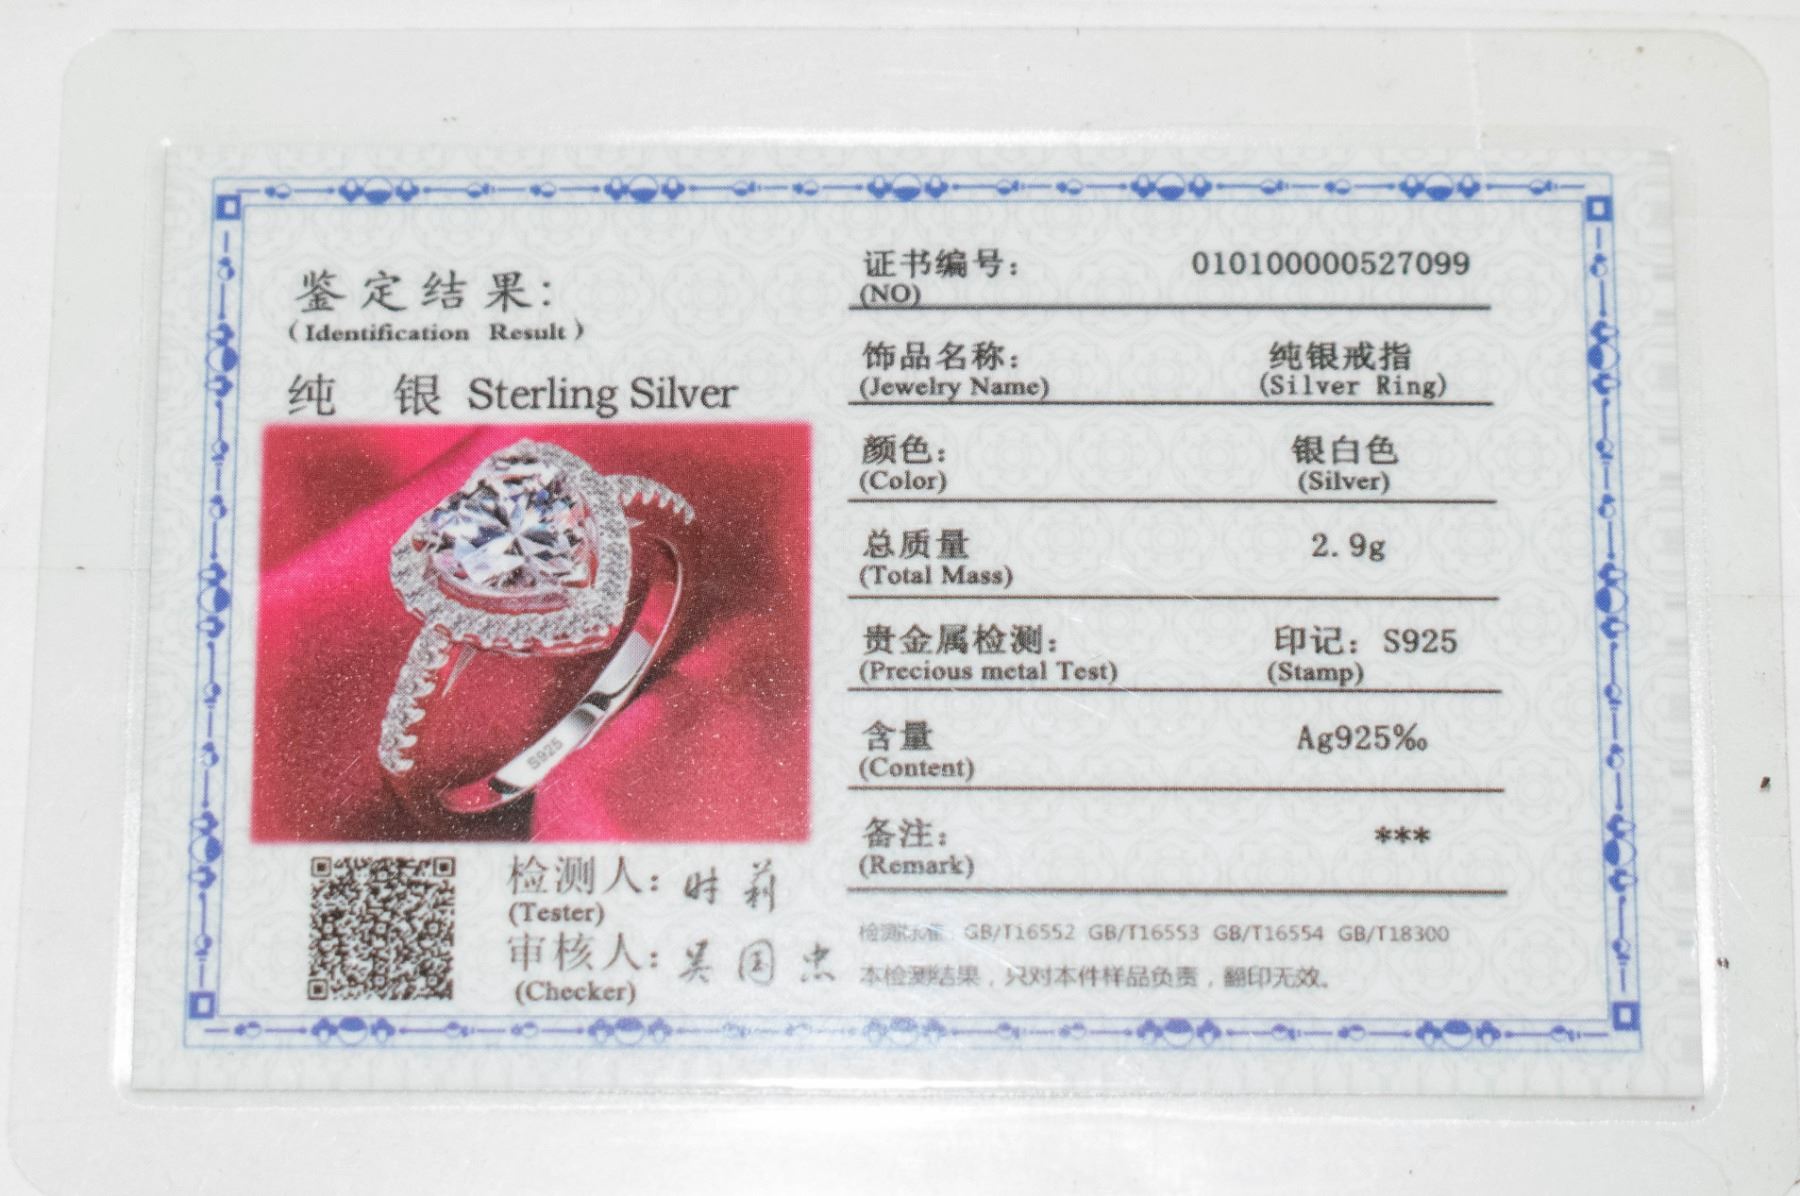 鉴定结果:
(Identification Result)
纯 银 Sterling Silver
S925
检测人:
(Tester)
审核人: 吴国忠
(Checker)
证书编号: 010100000527099
(NO)
饰品名称: 纯银戒指
(Jewelry Name) (Silver Ring)
颜色: 银白色
(Color) (Silver)
总质量 2.9g
(Total Mass)
贵金属检测: 印记: S925
(Precious metal Test) (Stamp)
含量 Ag925‰
(Content)
备注: ***
(Remark)
检测标准: GB/T16552 GB/T16553 GB/T16554 GB/T18300
本检测结果，只对本件样品负责，翻印无效。